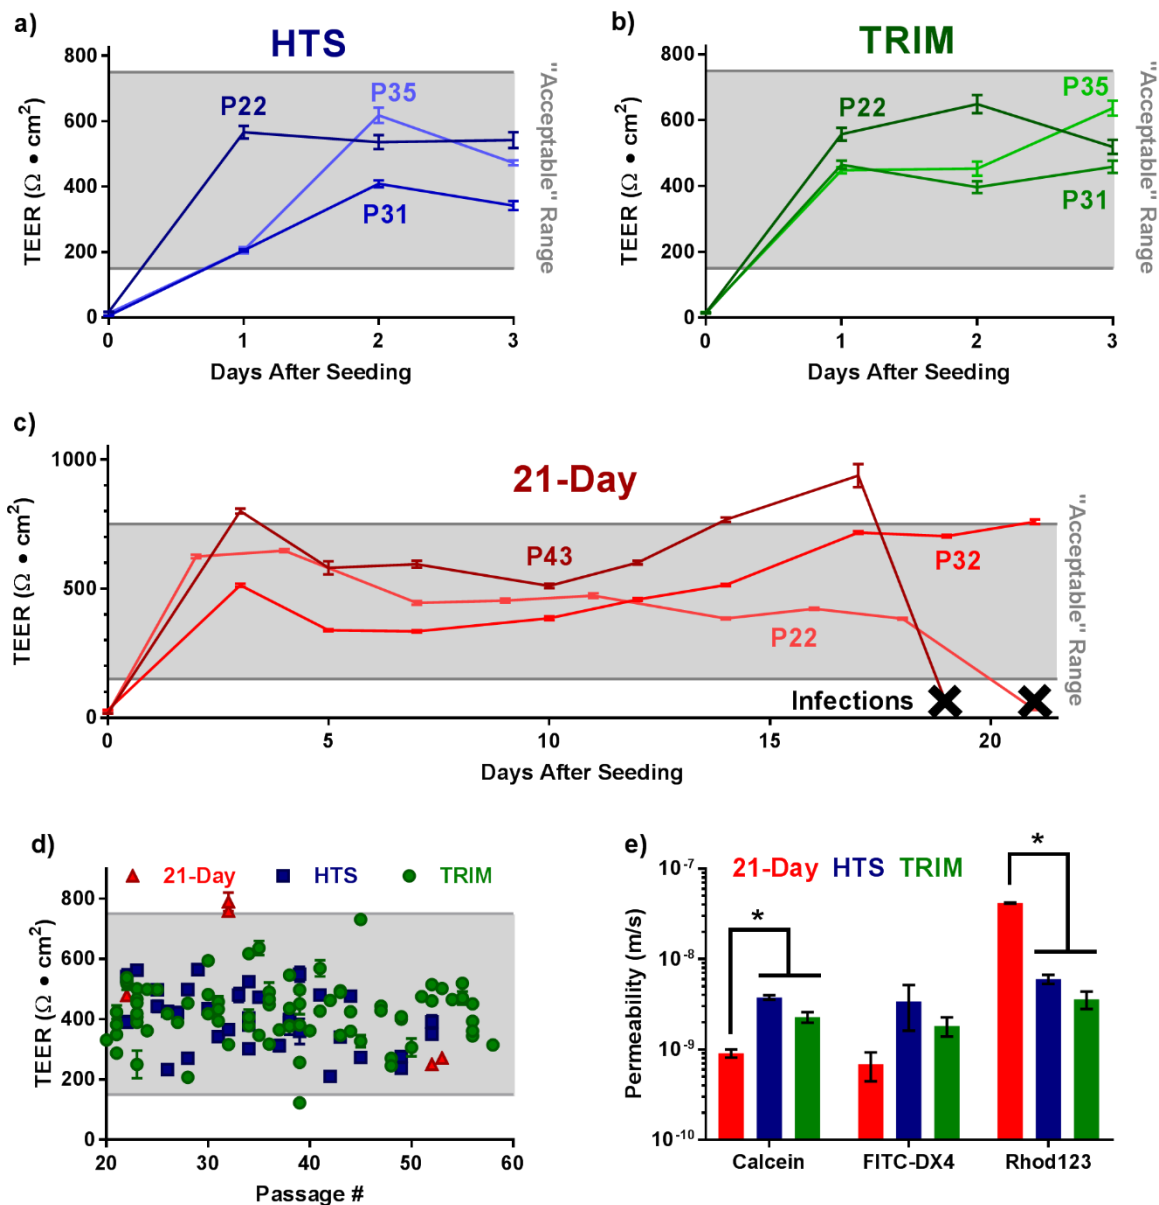 a)
HTS
800
600
400
200
0
TEER (Ω • cm²)
P22
P35
P31
"Acceptable" Range
0 1 2 3
Days After Seeding
b)
TRIM
800
600
400
200
0
TEER (Ω • cm²)
P22
P35
P31
"Acceptable" Range
0 1 2 3
Days After Seeding
c)
21-Day
1000
500
0
TEER (Ω • cm²)
P43
P32
P22
Infections
"Acceptable" Range
0 5 10 15 20
Days After Seeding
d)
21-Day HTS TRIM
800
600
400
200
0
TEER (Ω • cm²)
20 30 40 50 60
Passage #
e)
21-Day HTS TRIM
10⁻⁷
10⁻⁸
10⁻⁹
10⁻¹⁰
Permeability (m/s)
*
*
Calcein FITC-DX4 Rhod123